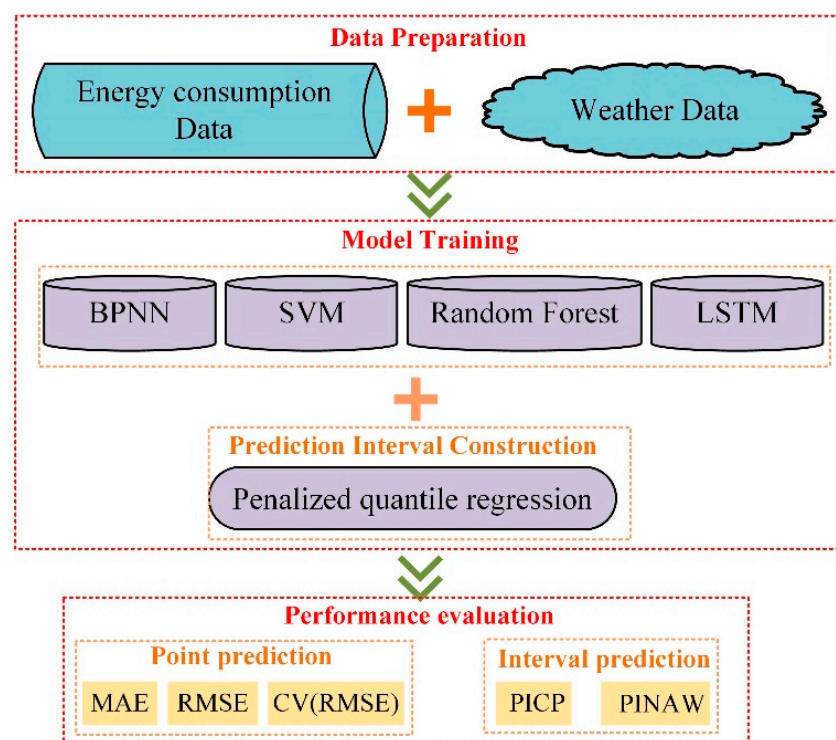 Data Preparation
Energy consumption
Data
Weather Data
Model Training
BPNN
SVM
Random Forest
LSTM
Prediction Interval Construction
Penalized quantile regression
Performance evaluation
Point prediction
Interval prediction
MAE
RMSE
CV(RMSE)
PICP
PINAW